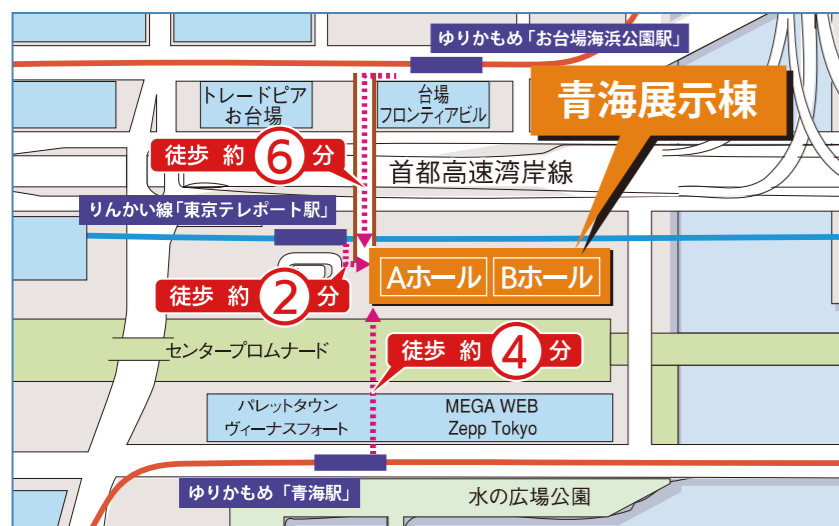 ゆりかもめ「お台場海浜公園駅」
トレードピア
お台場
台場
フロンティアビル
青海展示棟
徒歩 約 6 分
首都高速湾岸線
りんかい線「東京テレポート駅」
Aホール Bホール
徒歩 約 2 分
センタープロムナード
徒歩 約 4 分
パレットタウン
ヴィーナスフォート
MEGA WEB
Zepp Tokyo
ゆりかもめ「青海駅」
水の広場公園